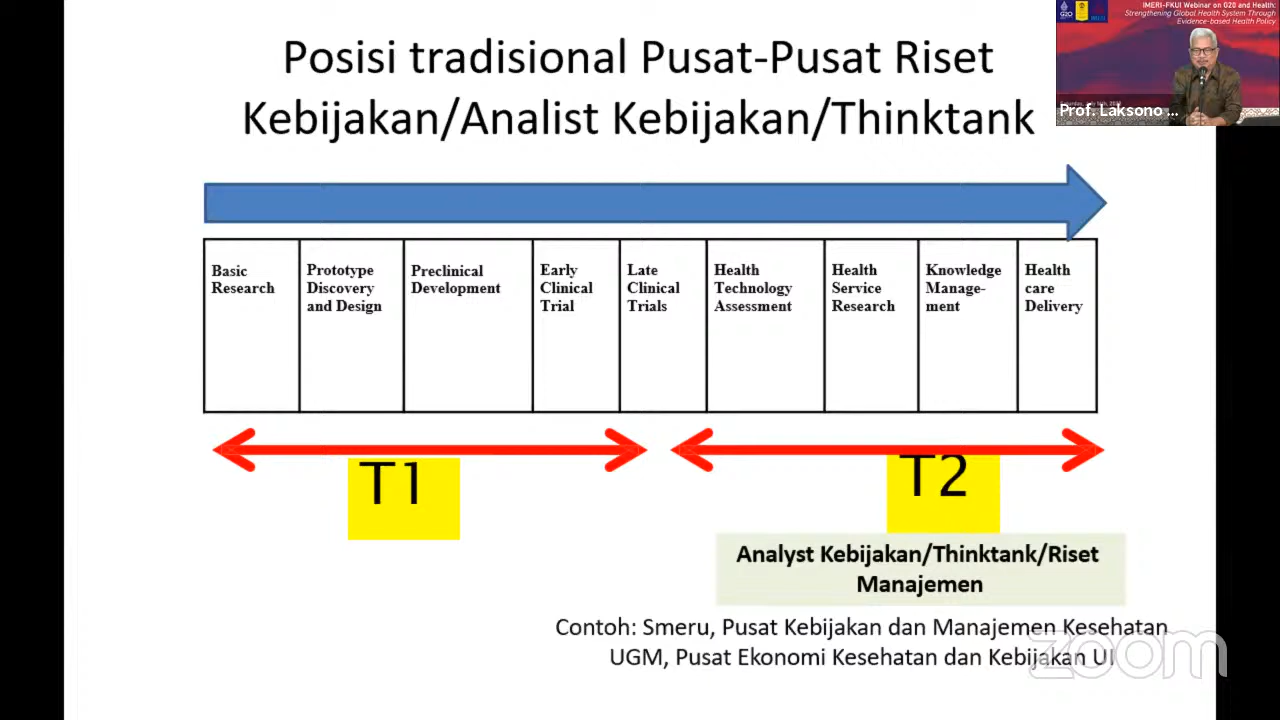 Posisi tradisional Pusat-Pusat Riset
Kebijakan/Analist Kebijakan/Thinktank
IMERI-FKUI Webinar on G20 and Health:
Strengthening Global Health System Through
Evidence-based Health Policy
Prof. Laksono ...
Basic
Research
Prototype
Discovery
and Design
Preclinical
Development
Early
Clinical
Trial
Late
Clinical
Trials
Health
Technology
Assessment
Health
Service
Research
Knowledge
Manage-
ment
Health
care
Delivery
T1
T2
Analyst Kebijakan/Thinktank/Riset
Manajemen
Contoh: Smeru, Pusat Kebijakan dan Manajemen Kesehatan
UGM, Pusat Ekonomi Kesehatan dan Kebijakan UI
zoom